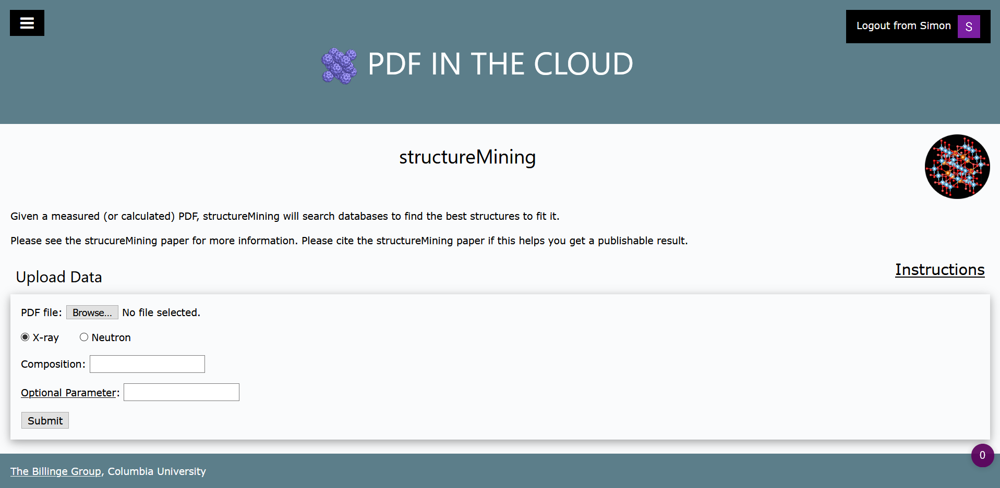 Logout from Simon S
PDF IN THE CLOUD
structureMining
Given a measured (or calculated) PDF, structureMining will search databases to find the best structures to fit it.
Please see the strucureMining paper for more information. Please cite the structureMining paper if this helps you get a publishable result.
Instructions
Upload Data
PDF file: Browse... No file selected.
X-ray Neutron
Composition:
Optional Parameter:
Submit
0
The Billinge Group, Columbia University